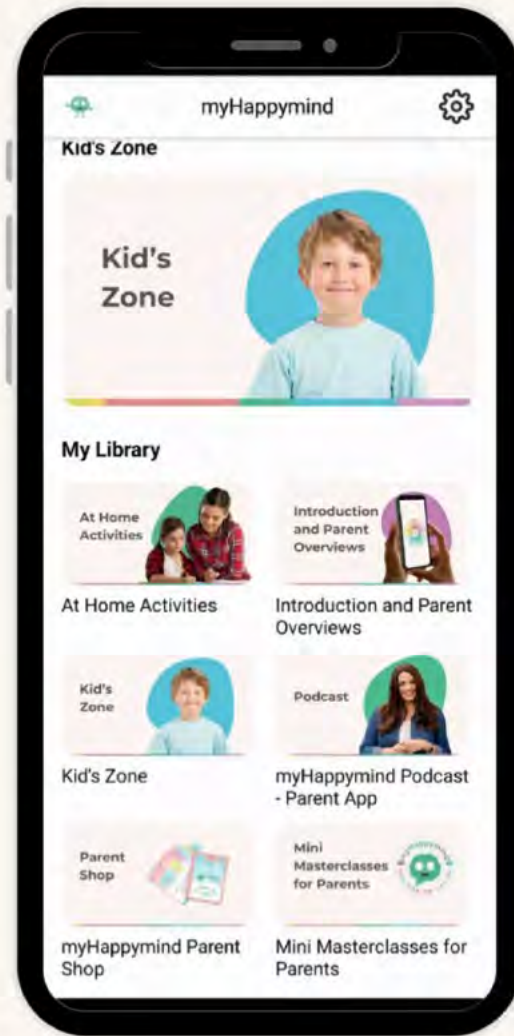 myHappymind
Kid's Zone
Kid's
Zone
My Library
At Home
Activities
Introduction
and Parent
Overviews
At Home Activities
Introduction and Parent
Overviews
Kid's
Zone
Podcast
Kid's Zone
myHappymind Podcast
- Parent App
Parent
Shop
Mini
Masterclasses
for Parents
myHappymind Parent
Shop
Mini Masterclasses for
Parents